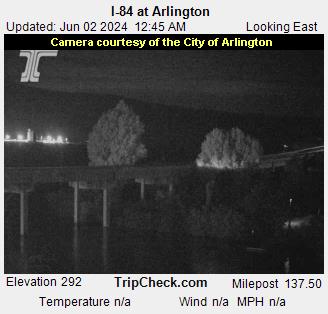 I-84 at Arlington
Updated: Jun 02 2024 12:45 AM Looking East
Camera courtesy of the City of Arlington
Elevation 292 TripCheck.com Milepost 137.50
Temperature n/a Wind n/a MPH n/a